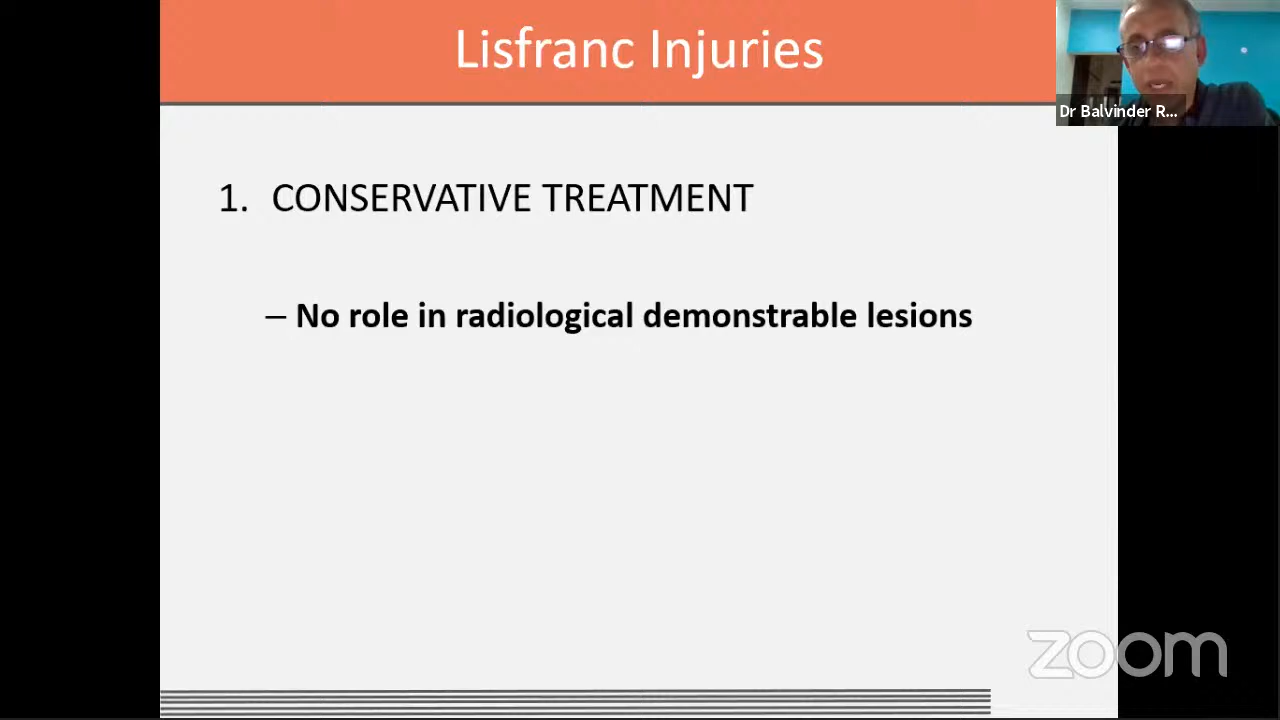 Lisfranc Injuries
Dr Balvinder R...
1. CONSERVATIVE TREATMENT
– No role in radiological demonstrable lesions
zoom